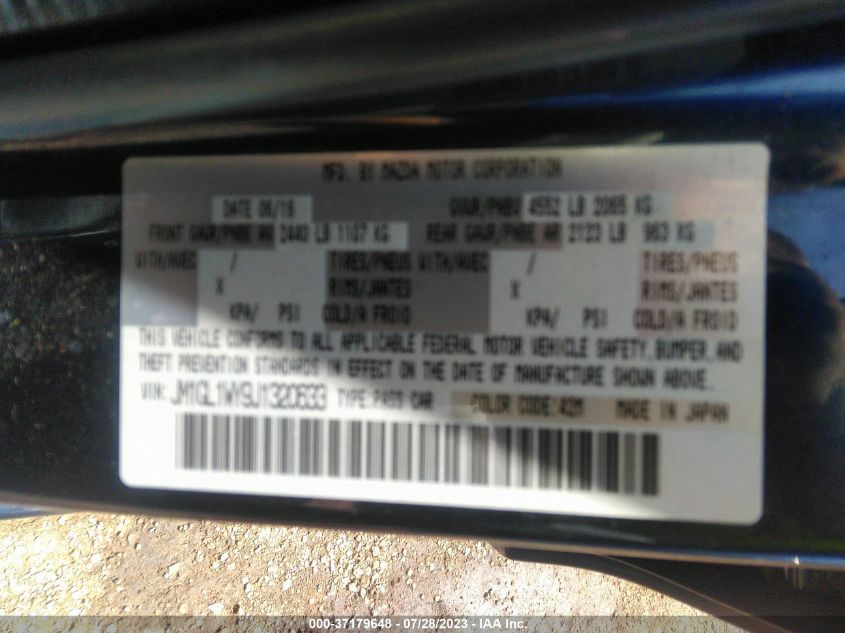 MFD. BY MAZDA MOTOR CORPORATION
DATE 06/18 GVWR/PNBV 4552 LB 2065 KG
FRONT GAWR/PNBE AV 2440 LB 1107 KG REAR GAWR/PNBE AR 2123 LB 963 KG
WITH/AVEC / TIRES/PNEUS WITH/AVEC / TIRES/PNEUS
X RIMS/JANTES X RIMS/JANTES
KPA/ PSI COLD/A FROID KPA/ PSI COLD/A FROID
THIS VEHICLE CONFORMS TO ALL APPLICABLE FEDERAL MOTOR VEHICLE SAFETY, BUMPER, AND
THEFT PREVENTION STANDARDS IN EFFECT ON THE DATE OF MANUFACTURE SHOWN ABOVE.
VIN: JM1GL1WY9J1320633 TYPE: PASS CAR COLOR CODE: 42M MADE IN JAPAN
000-37179648 - 07/28/2023 - IAA Inc.